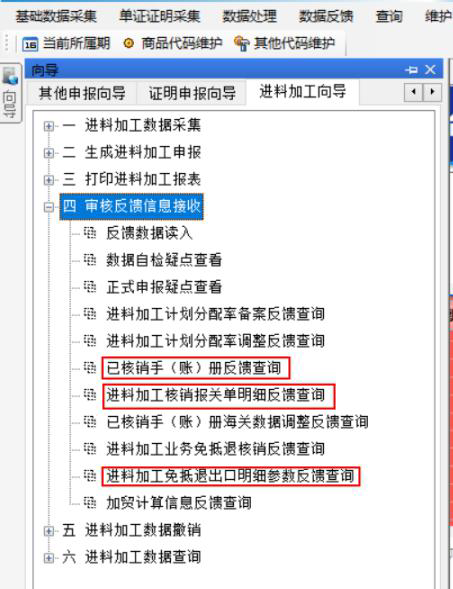 基础数据采集 单证证明采集 数据处理 数据反馈 查询 维护
16 当前所属期 商品代码维护 其他代码维护
向导
向导
其他申报向导 证明申报向导 进料加工向导
一 进料加工数据采集
二 生成进料加工申报
三 打印进料加工报表
四 审核反馈信息接收
反馈数据读入
数据自检疑点查看
正式申报疑点查看
进料加工计划分配率备案反馈查询
进料加工计划分配率调整反馈查询
已核销手（账）册反馈查询
进料加工核销报关单明细反馈查询
已核销手（账）册海关数据调整反馈查询
进料加工业务免抵退核销反馈查询
进料加工免抵退出口明细参数反馈查询
加贸计算信息反馈查询
五 进料加工数据撤销
六 进料加工数据查询